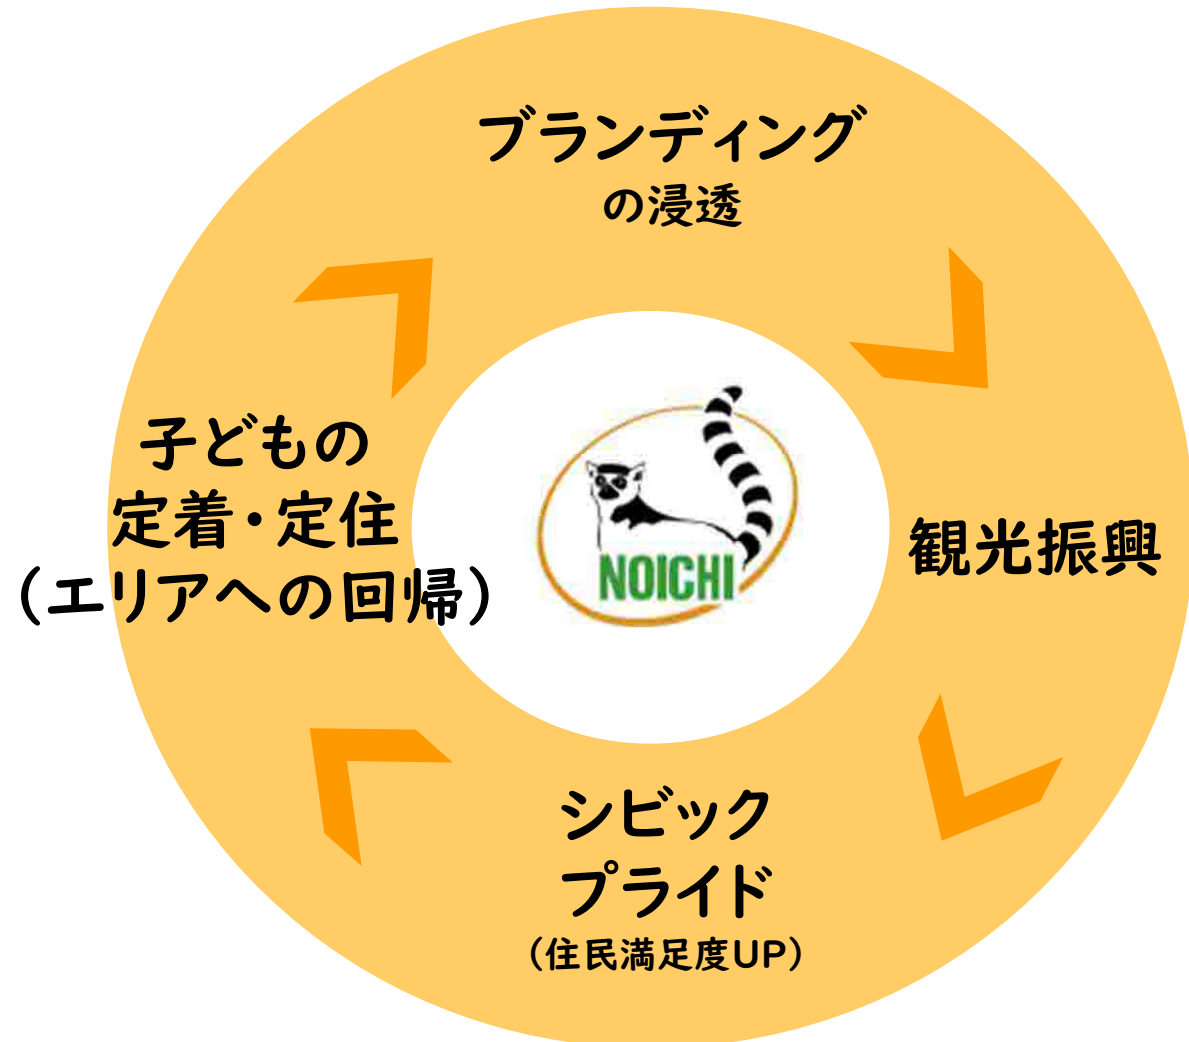 ブランディング
の浸透
子どもの
定着・定住
（エリアへの回帰）
NOICHI
観光振興
シビック
プライド
（住民満足度UP）